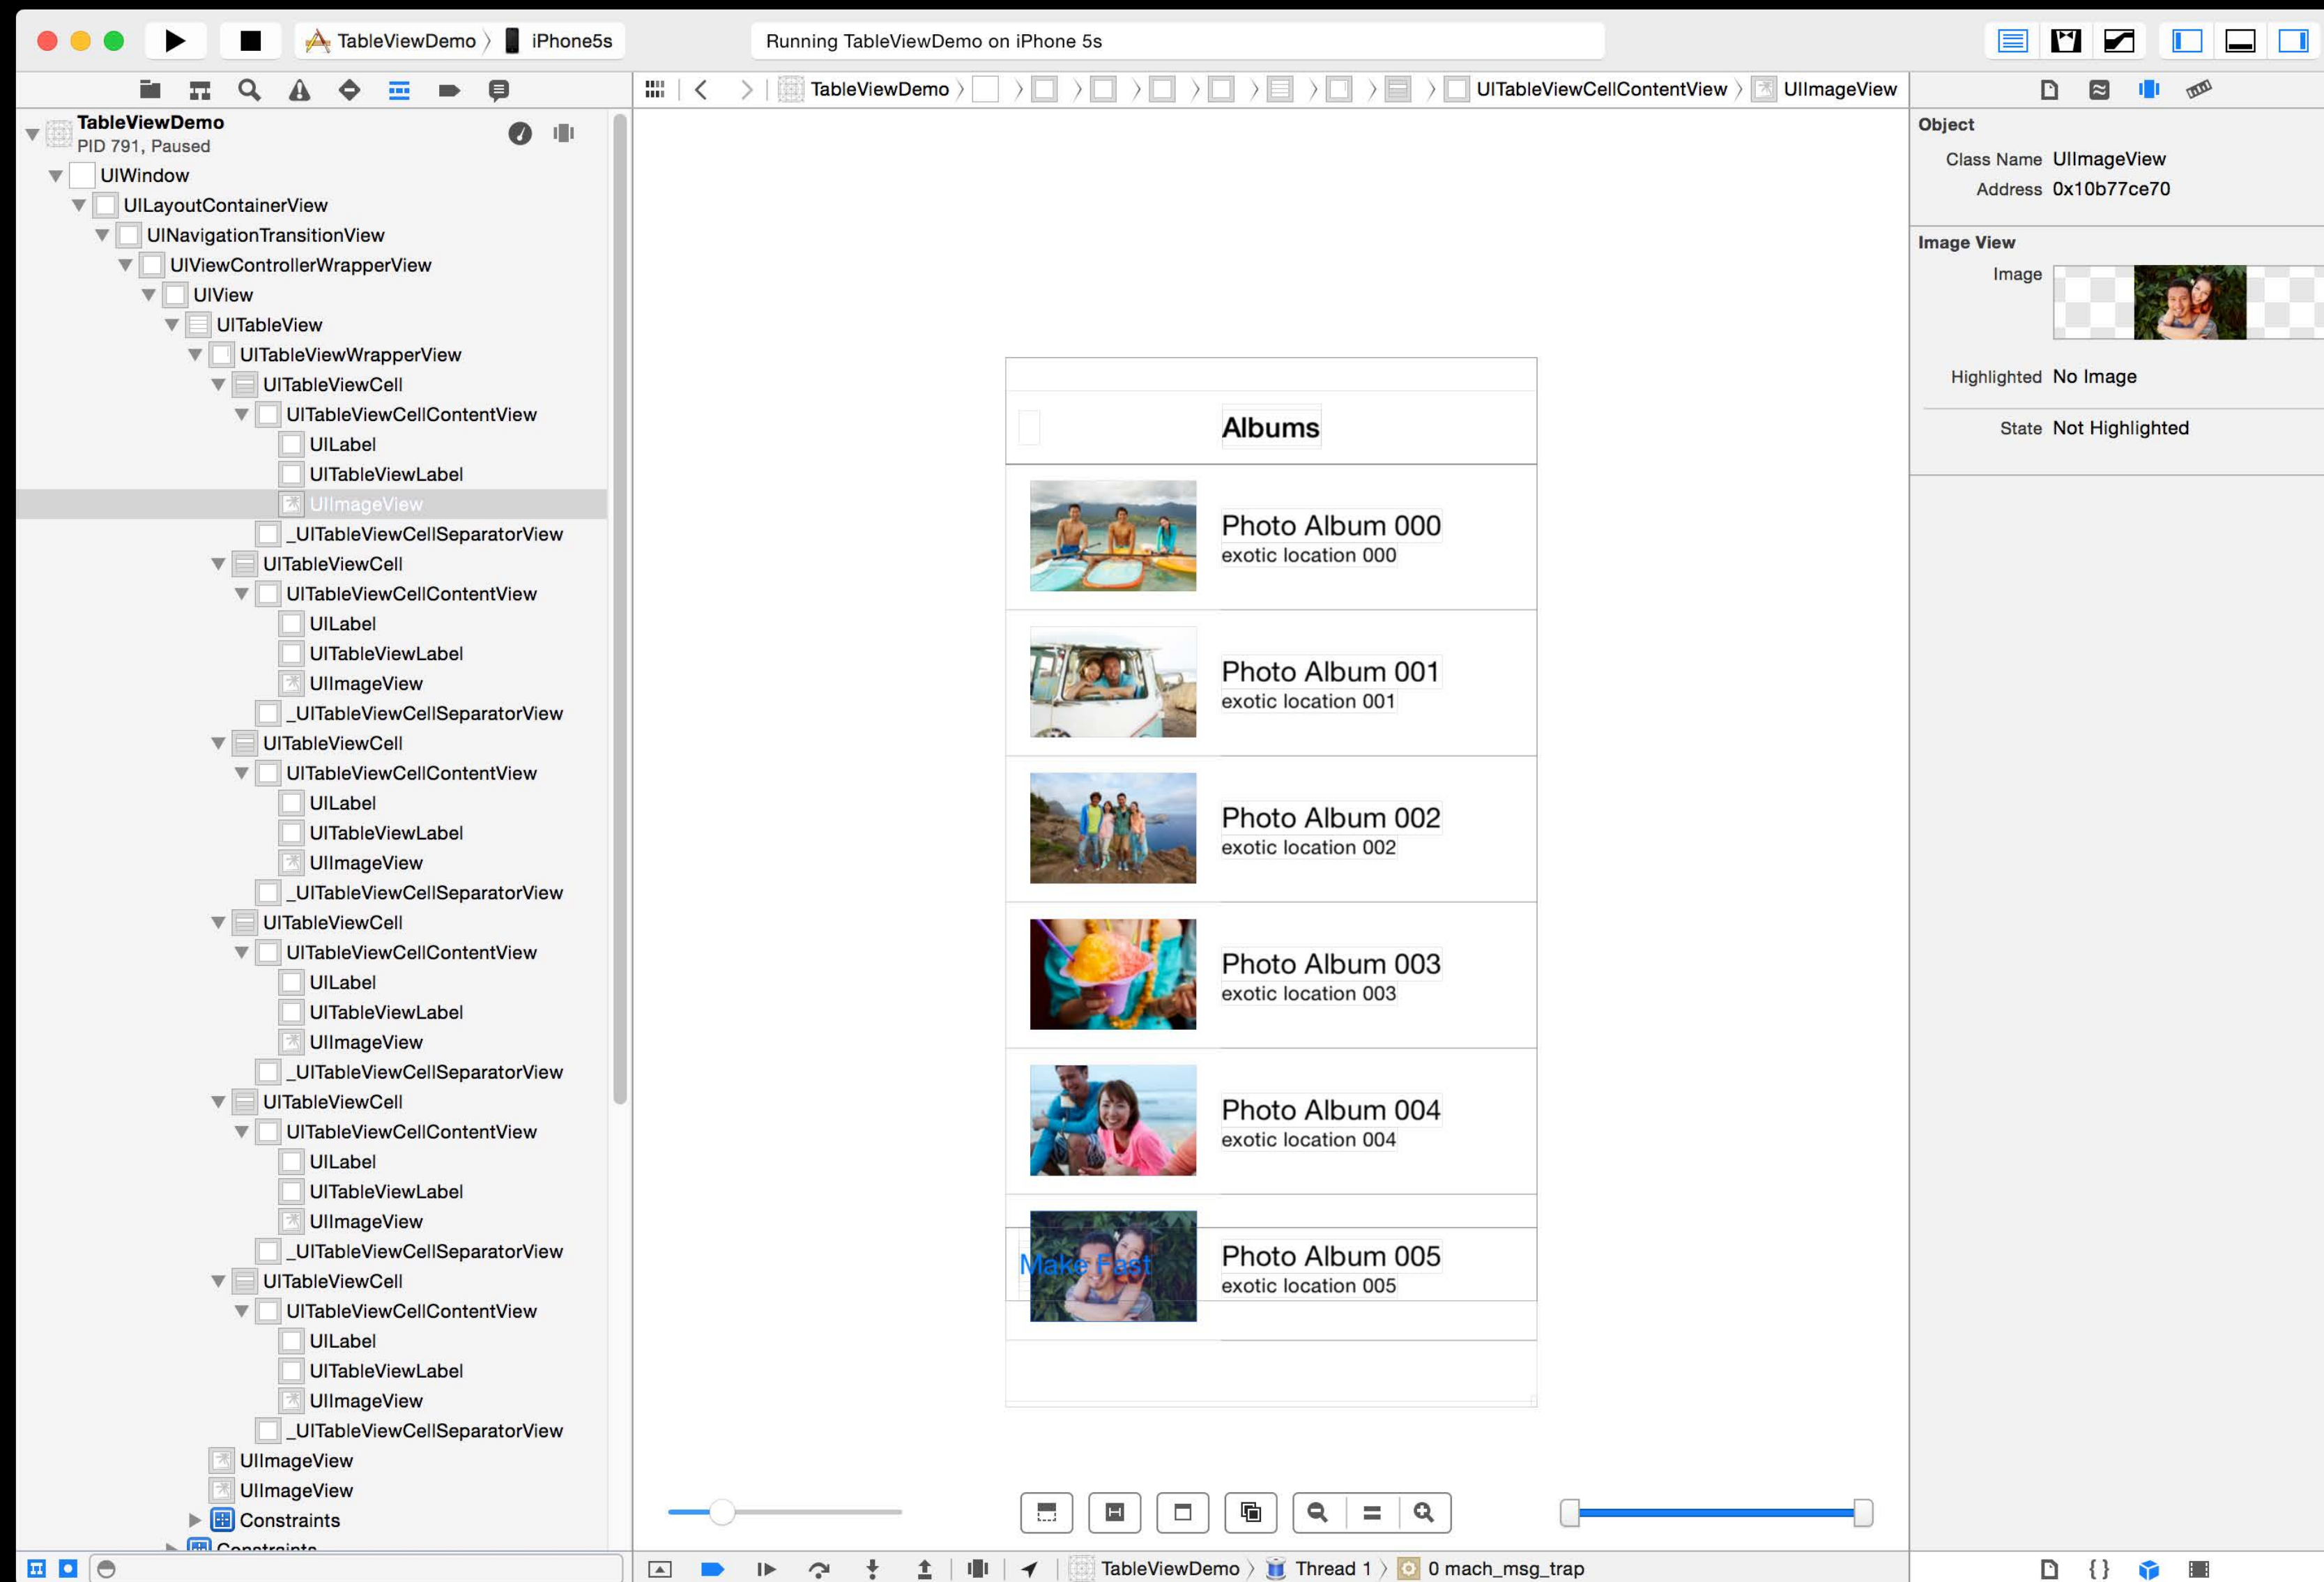 TableViewDemo 〉 iPhone5s
Running TableViewDemo on iPhone 5s
TableViewDemo 〉 〉 〉 〉 〉 〉 〉 〉 〉 UITableViewCellContentView 〉 UIImageView
TableViewDemo
PID 791, Paused
UIWindow
UILayoutContainerView
UINavigationTransitionView
UIViewControllerWrapperView
UIView
UITableView
UITableViewWrapperView
UITableViewCell
UITableViewCellContentView
UILabel
UITableViewLabel
UIImageView
_UITableViewCellSeparatorView
UITableViewCell
UITableViewCellContentView
UILabel
UITableViewLabel
UIImageView
_UITableViewCellSeparatorView
UITableViewCell
UITableViewCellContentView
UILabel
UITableViewLabel
UIImageView
_UITableViewCellSeparatorView
UITableViewCell
UITableViewCellContentView
UILabel
UITableViewLabel
UIImageView
_UITableViewCellSeparatorView
UITableViewCell
UITableViewCellContentView
UILabel
UITableViewLabel
UIImageView
_UITableViewCellSeparatorView
UITableViewCell
UITableViewCellContentView
UILabel
UITableViewLabel
UIImageView
_UITableViewCellSeparatorView
UIImageView
UIImageView
Constraints
Constraints
Albums
Photo Album 000
exotic location 000
Photo Album 001
exotic location 001
Photo Album 002
exotic location 002
Photo Album 003
exotic location 003
Photo Album 004
exotic location 004
Make Fast
Photo Album 005
exotic location 005
Object
Class Name UIImageView
Address 0x10b77ce70
Image View
Image
Highlighted No Image
State Not Highlighted
TableViewDemo 〉 Thread 1 〉 0 mach_msg_trap